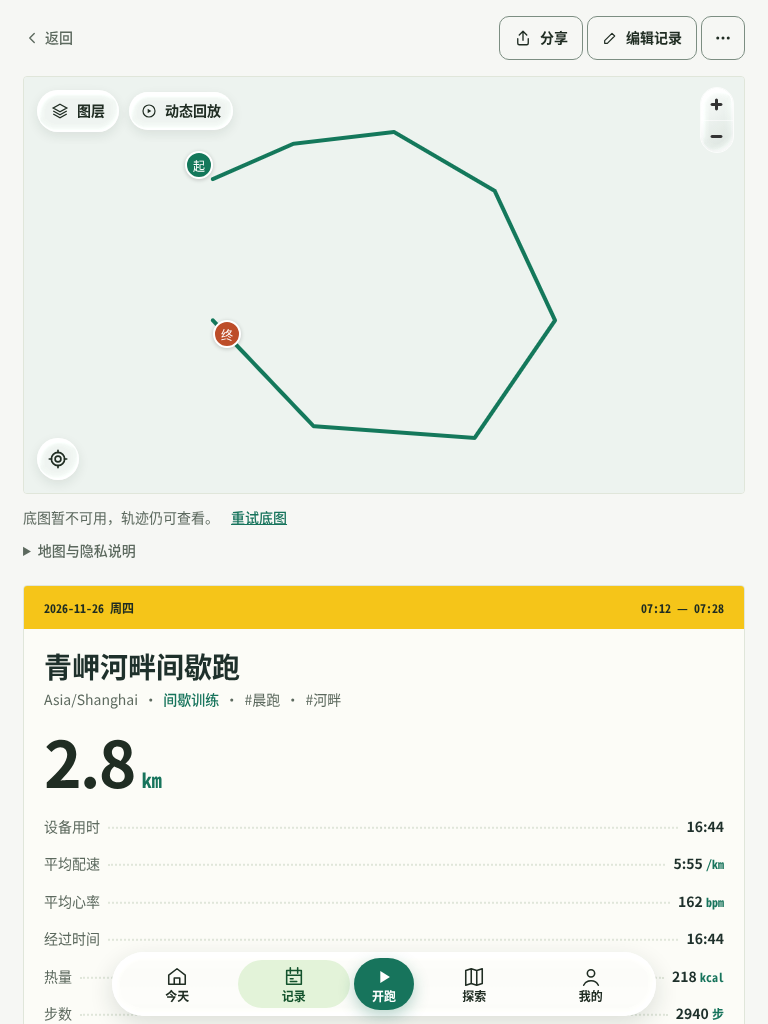 返回
分享
编辑记录
图层
动态回放
起
终
底图暂不可用，轨迹仍可查看。 重试底图
地图与隐私说明
2026-11-26 周四
07:12 — 07:28
青岬河畔间歇跑
Asia/Shanghai • 间歇训练 • #晨跑 • #河畔
2.8 km
设备用时 16:44
平均配速 5:55 /km
平均心率 162 bpm
经过时间 16:44
热量 218 kcal
步数 2940 步
今天
记录
开跑
探索
我的